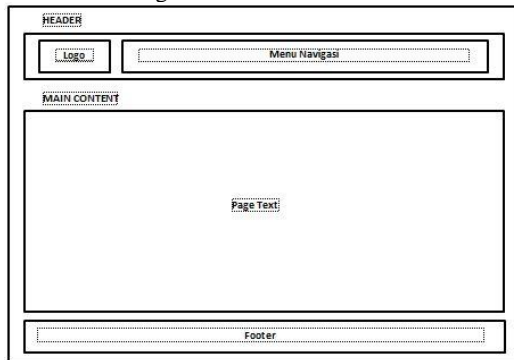 HEADER
Logo
Menu Navigasi
MAIN CONTENT
Page Text
Footer